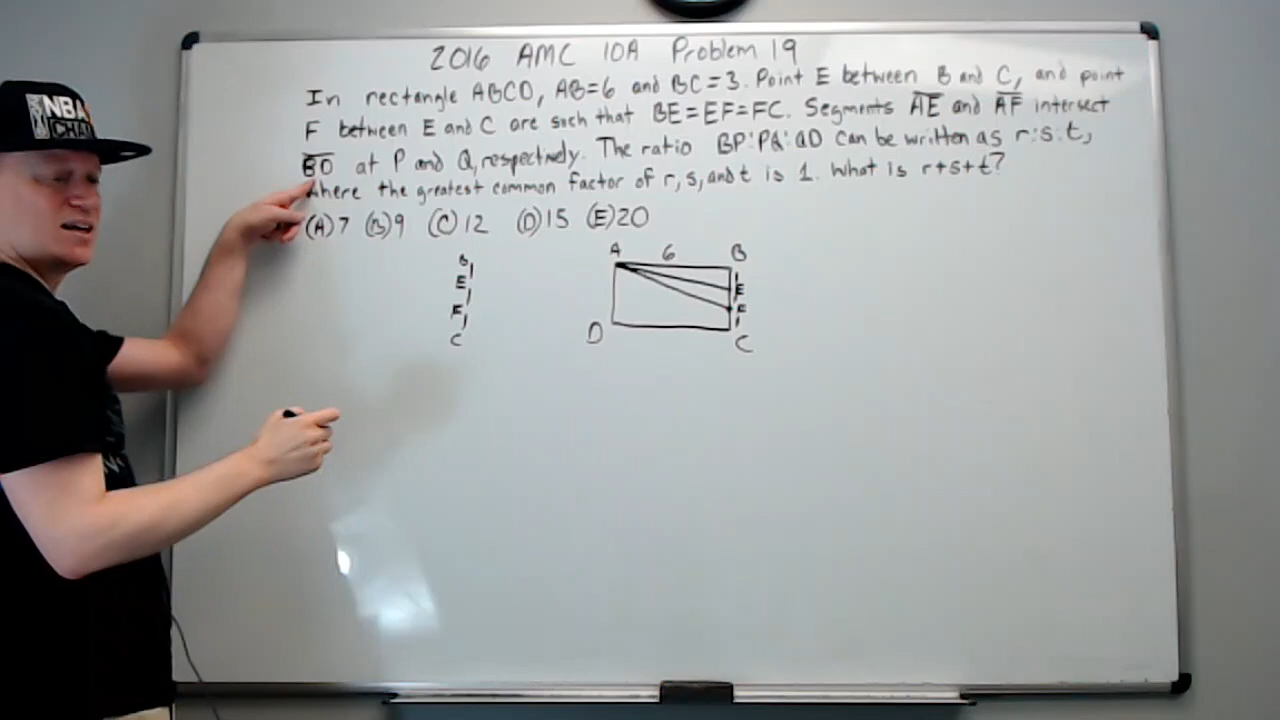 2016 AMC 10A Problem 19
In rectangle ABCD, AB=6 and BC=3. Point E between B and C, and point
F between E and C are such that BE=EF=FC. Segments AE and AF intersect
BD at P and Q, respectively. The ratio BP:PQ:QD can be written as r:s:t,
where the greatest common factor of r, s, and t is 1. What is r+s+t?
(A)7 (B)9 (C)12 (D)15 (E)20
A 6 B
E
F
D C
B 1
E 1
F 1
C
NBA